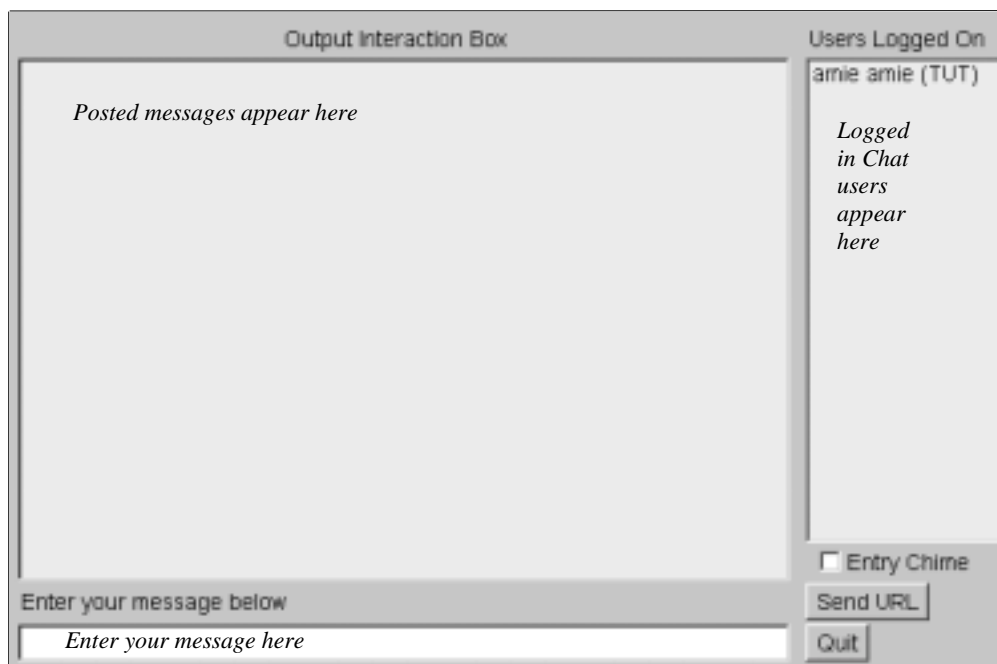 Output Interaction Box
Users Logged On
Posted messages appear here
amie amie (TUT)
Logged
in Chat
users
appear
here
Entry Chime
Enter your message below
Send URL
Enter your message here
Quit